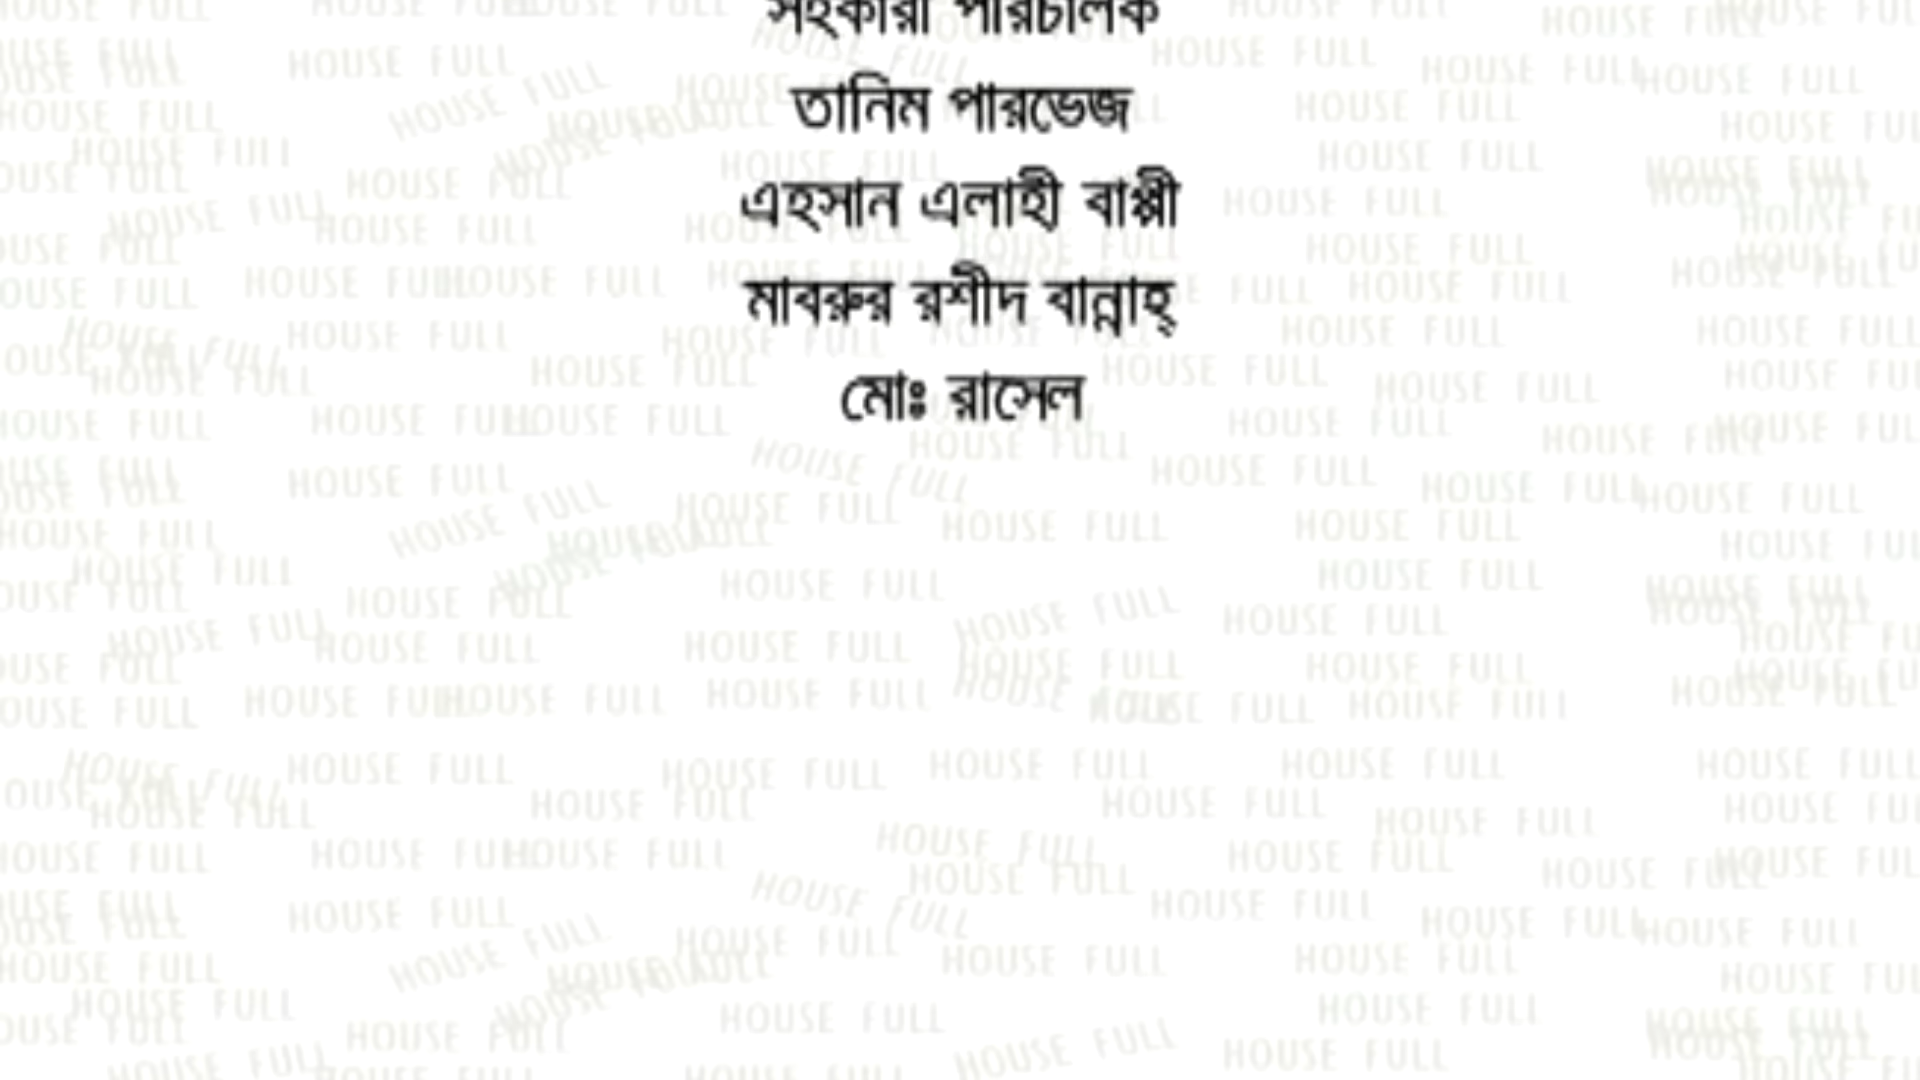 সহকারী পরিচালক
তানিম পারভেজ
এহসান এলাহী বাপ্পী
মাবরুর রশীদ বান্নাহ্
মোঃ রাসেল
HOUSE FULL